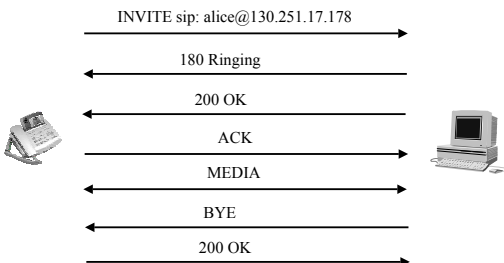 INVITE sip: alice@130.251.17.178
180 Ringing
200 OK
ACK
MEDIA
BYE
200 OK